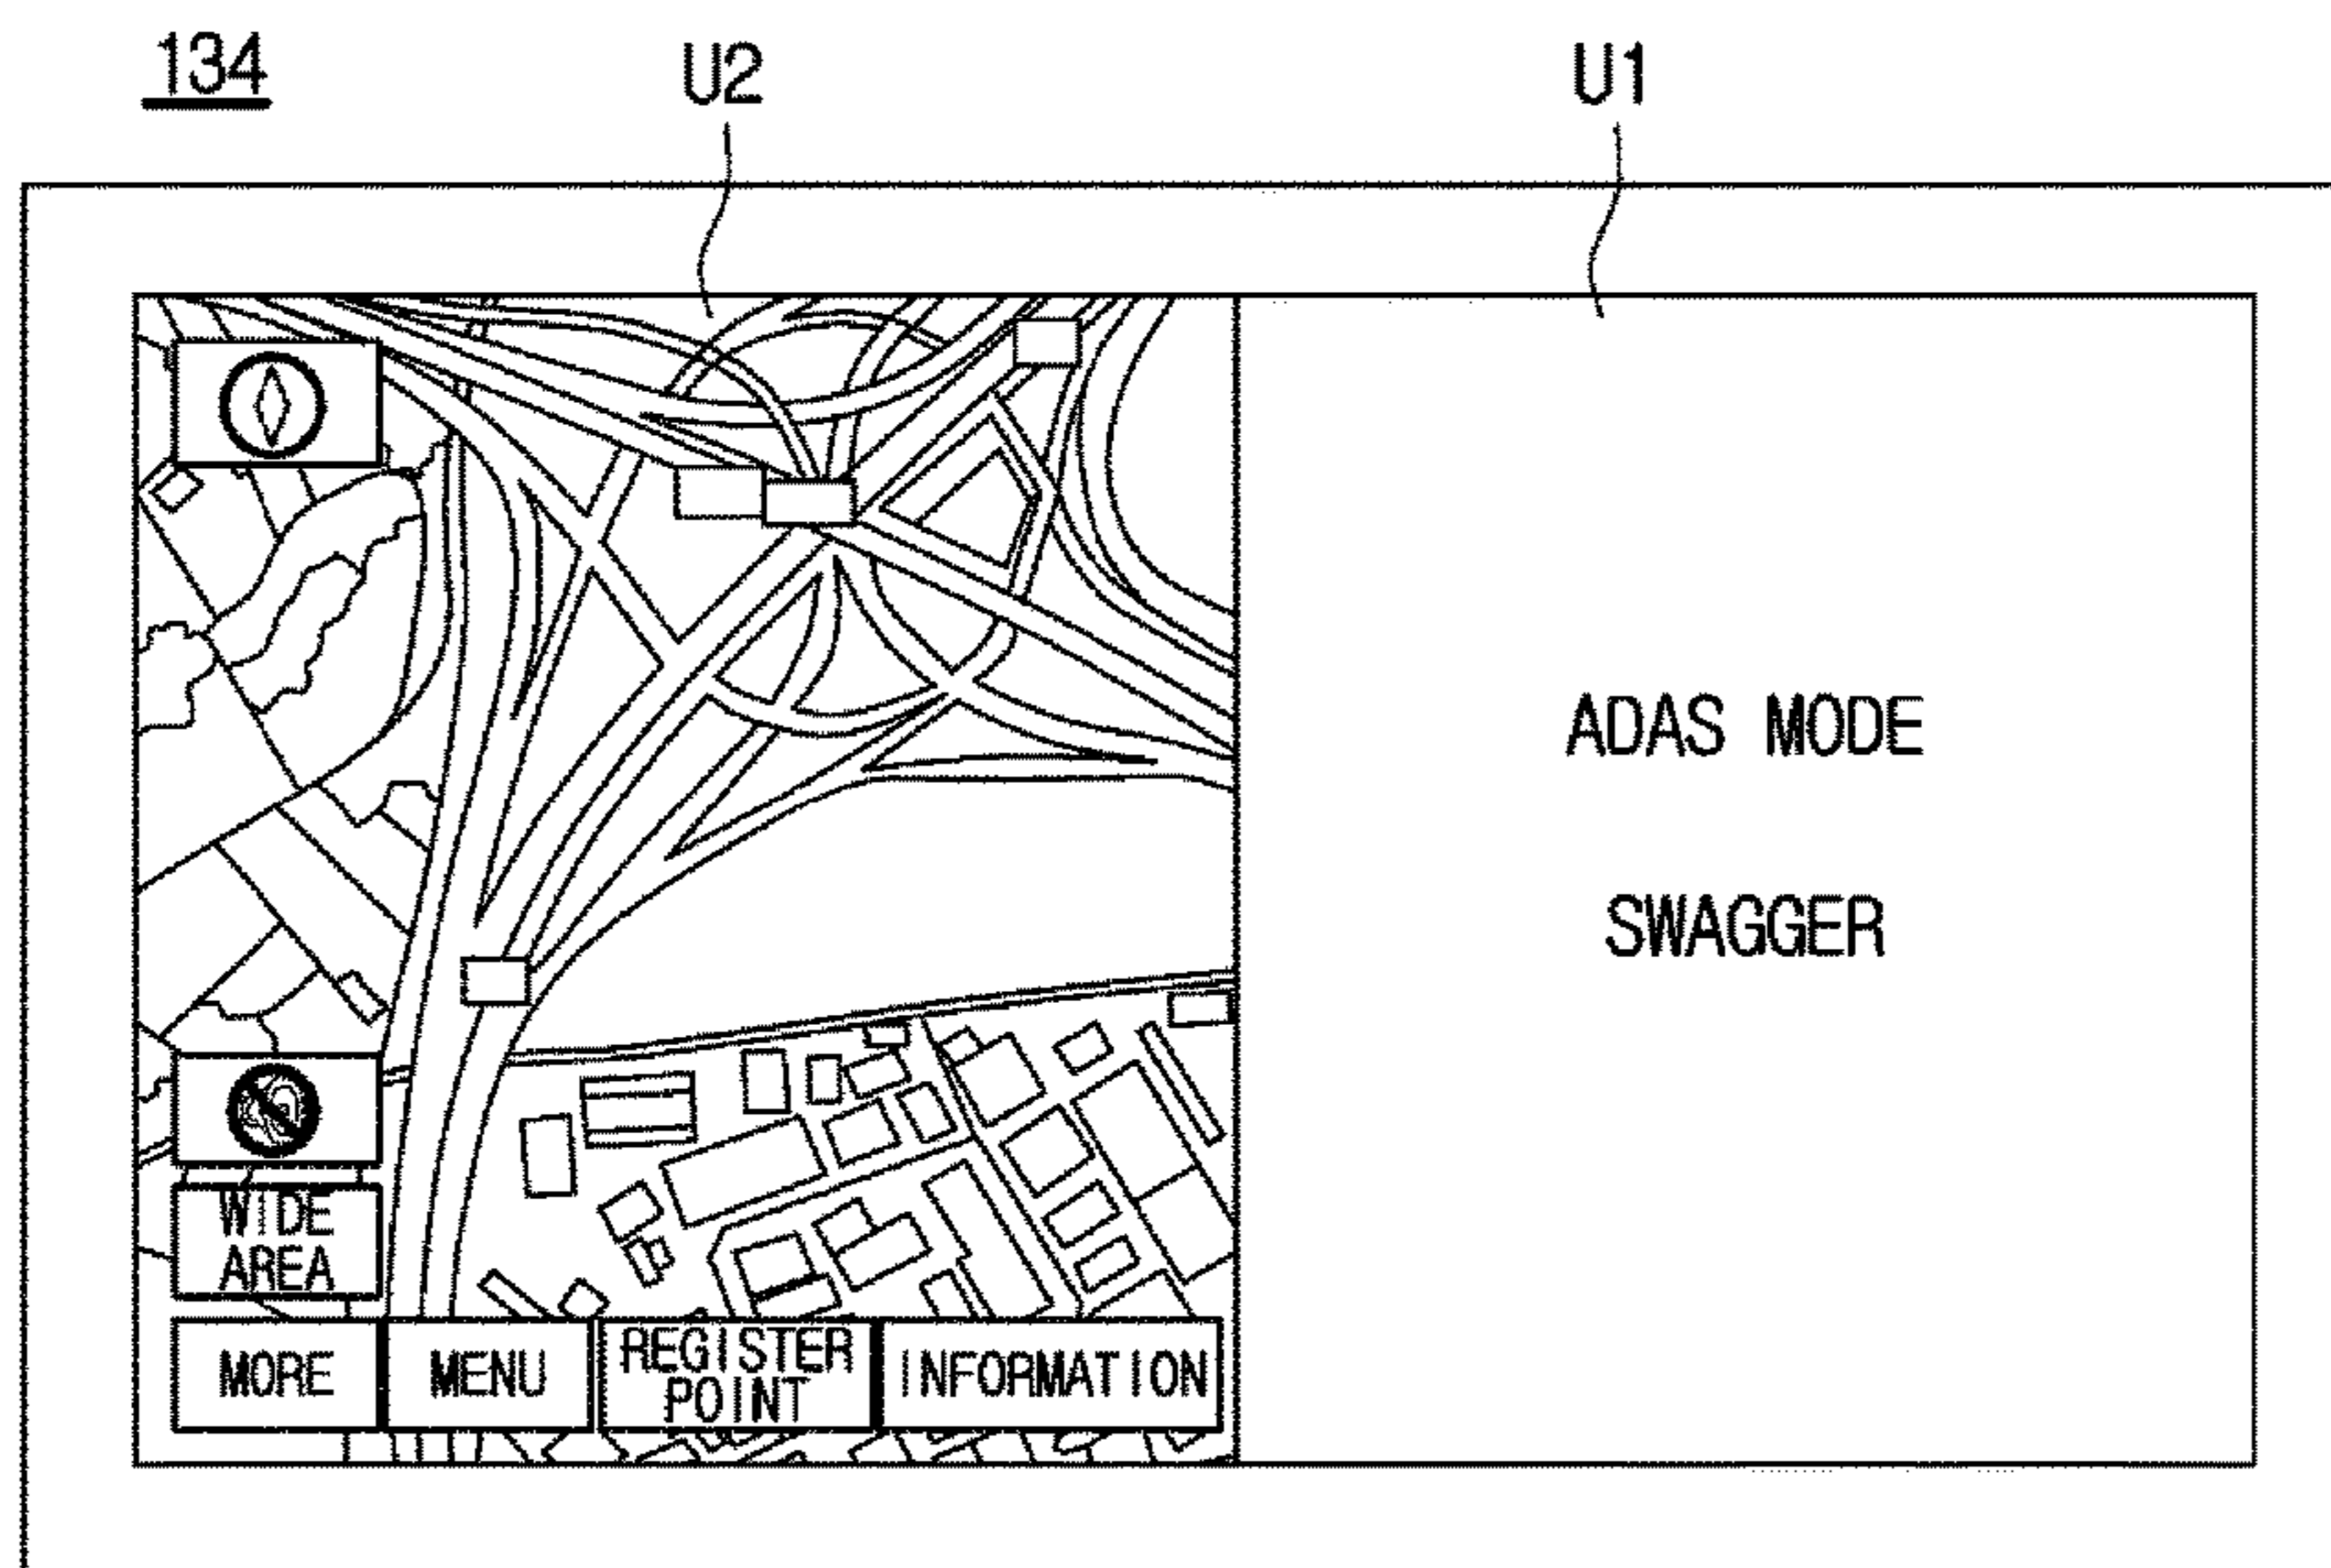 134
U2
U1
ADAS MODE
SWAGGER
WIDE
AREA
MORE
MENU
REGISTER
POINT
INFORMATION